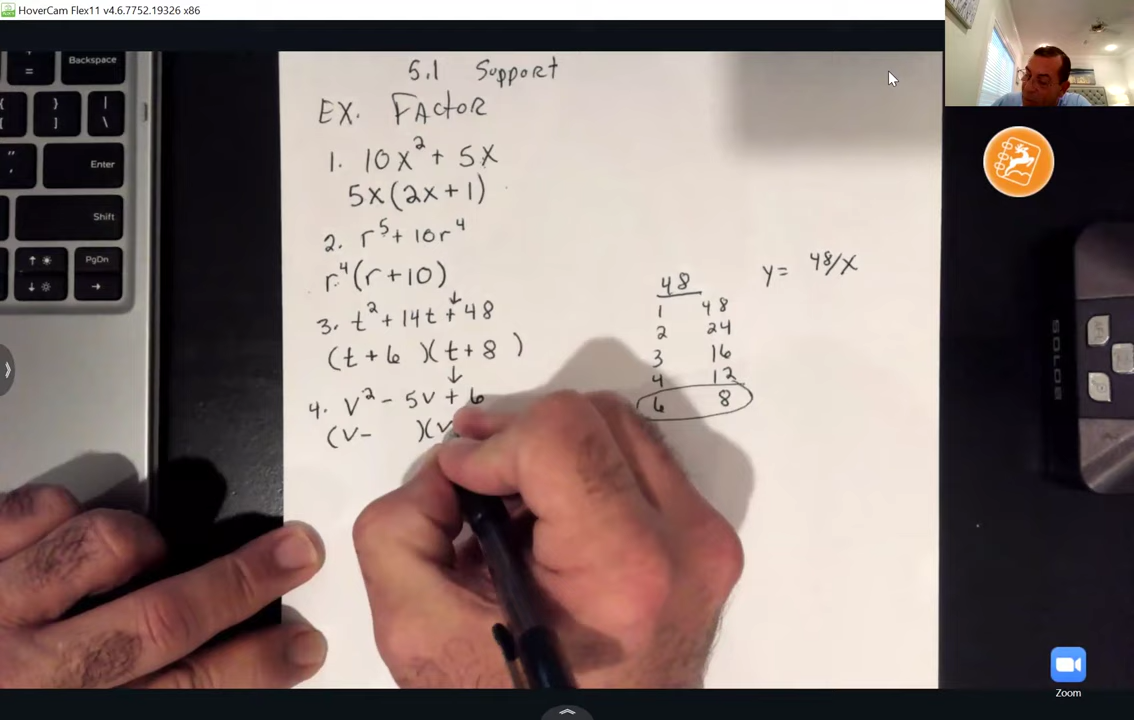 HoverCam Flex11 v4.6.7752.19326 x86
5.1 Support
EX. FActoR
1. 10x² + 5x
5x(2x+1)
2. r⁵ + 10r⁴
r⁴(r+10)
3. t² + 14t + 48
(t+6)(t+8)
4. v² - 5v + 6
(v- )(v
48
1 48
2 24
3 16
4 12
6 8
y = 48/x
Backspace
Enter
Shift
PgDn
SOLO8
Zoom